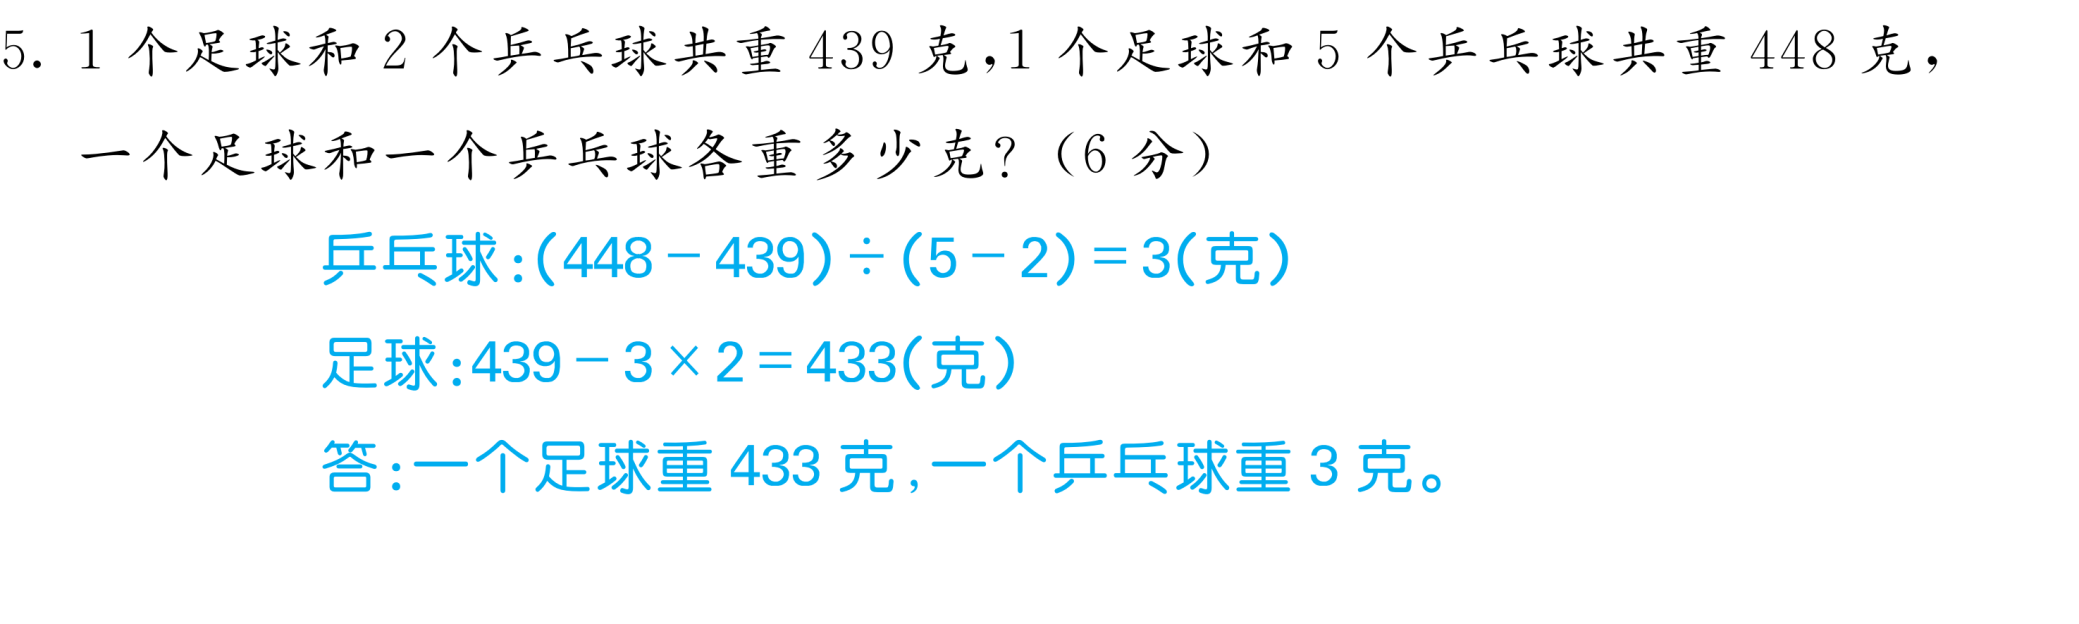 5. 1 个足球和 2 个乒乓球共重 439 克,1 个足球和 5 个乒乓球共重 448 克,
一个足球和一个乒乓球各重多少克?(6 分)
乒乓球:(448－439)÷(5－2)=3(克)
足球:439－3×2=433(克)
答:一个足球重 433 克,一个乒乓球重 3 克。